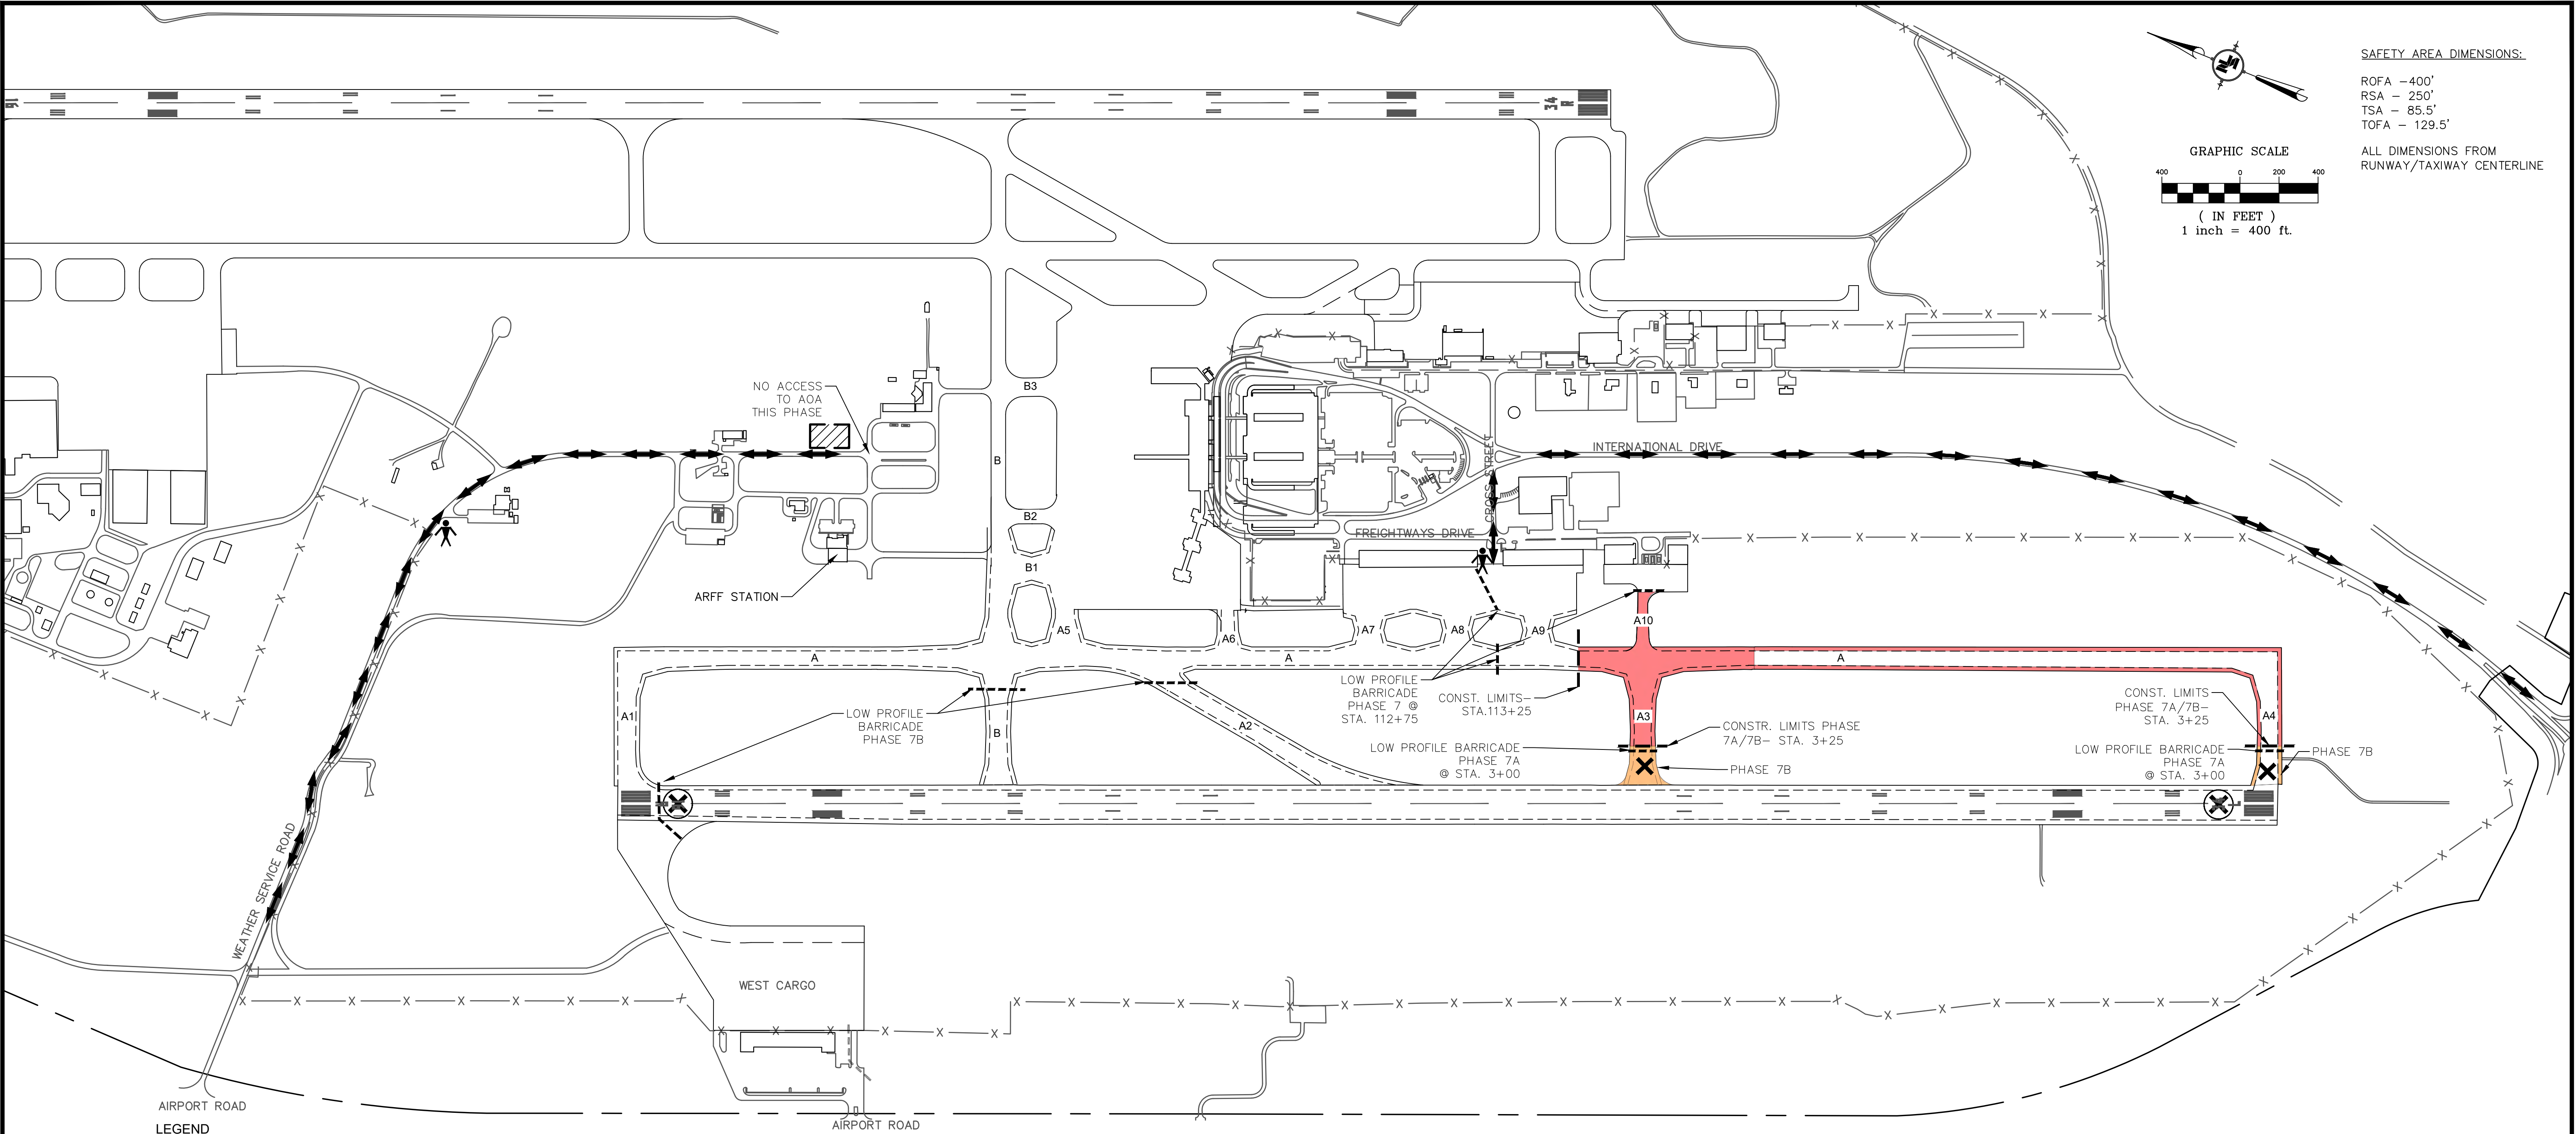 SAFETY AREA DIMENSIONS:
ROFA -400'
RSA - 250'
TSA - 85.5'
TOFA - 129.5'
ALL DIMENSIONS FROM
RUNWAY/TAXIWAY CENTERLINE
GRAPHIC SCALE
400 0 200 400
( IN FEET )
1 inch = 400 ft.
16
34
R
NO ACCESS
TO AOA
THIS PHASE
B3
B
B2
B1
ARFF STATION
INTERNATIONAL DRIVE
CROSS STREET
FREIGHTWAYS DRIVE
A5
A6
A7
A8
A9
A10
A
A
A
LOW PROFILE
BARRICADE
PHASE 7 @
STA. 112+75
CONST. LIMITS-
STA.113+25
A1
LOW PROFILE
BARRICADE
PHASE 7B
B
A2
A3
CONSTR. LIMITS PHASE
7A/7B- STA. 3+25
LOW PROFILE BARRICADE
PHASE 7A
@ STA. 3+00
PHASE 7B
CONST. LIMITS
PHASE 7A/7B-
STA. 3+25
A4
LOW PROFILE BARRICADE
PHASE 7A
@ STA. 3+00
PHASE 7B
WEATHER SERVICE ROAD
WEST CARGO
AIRPORT ROAD
AIRPORT ROAD
LEGEND